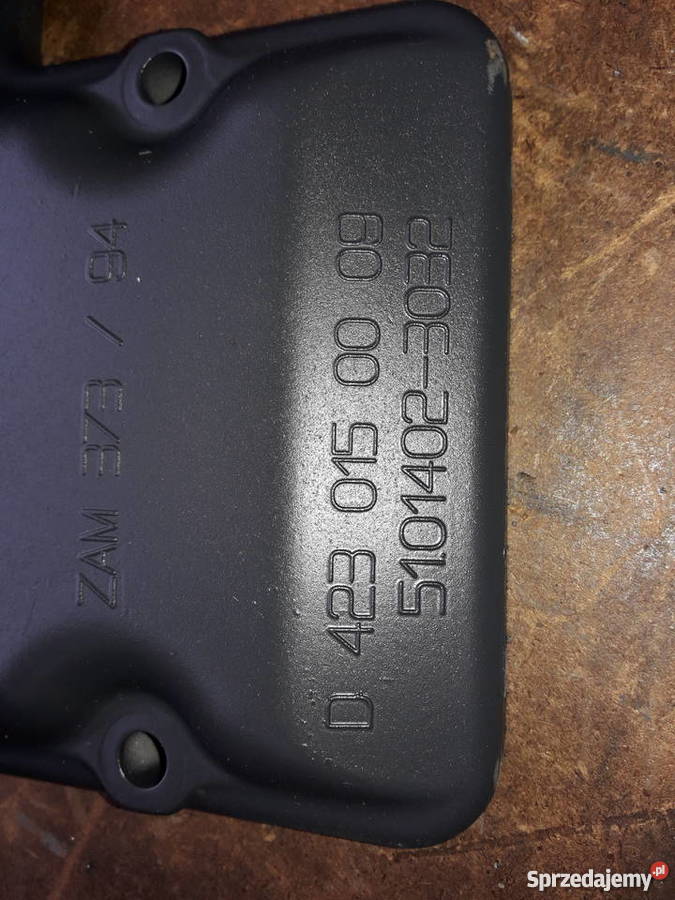 ZAM 373 / 94
D 423 015 00 09
51.01402-3032
Sprzedajemy.pl